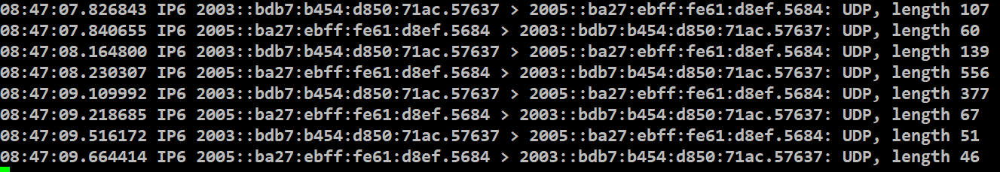 08:47:07.826843 IP6 2003::bdb7:b454:d850:71ac.57637 > 2005::ba27:ebff:fe61:d8ef.5684: UDP, length 107
08:47:07.840655 IP6 2005::ba27:ebff:fe61:d8ef.5684 > 2003::bdb7:b454:d850:71ac.57637: UDP, length 60
08:47:08.164800 IP6 2003::bdb7:b454:d850:71ac.57637 > 2005::ba27:ebff:fe61:d8ef.5684: UDP, length 139
08:47:08.230307 IP6 2005::ba27:ebff:fe61:d8ef.5684 > 2003::bdb7:b454:d850:71ac.57637: UDP, length 556
08:47:09.109992 IP6 2003::bdb7:b454:d850:71ac.57637 > 2005::ba27:ebff:fe61:d8ef.5684: UDP, length 377
08:47:09.218685 IP6 2005::ba27:ebff:fe61:d8ef.5684 > 2003::bdb7:b454:d850:71ac.57637: UDP, length 67
08:47:09.516172 IP6 2003::bdb7:b454:d850:71ac.57637 > 2005::ba27:ebff:fe61:d8ef.5684: UDP, length 51
08:47:09.664414 IP6 2005::ba27:ebff:fe61:d8ef.5684 > 2003::bdb7:b454:d850:71ac.57637: UDP, length 46